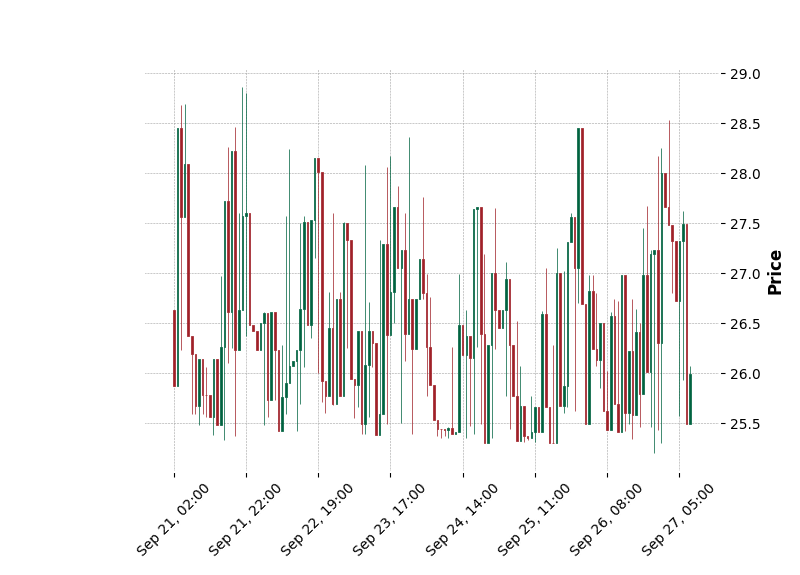 29.0
28.5
28.0
27.5
27.0
26.5
26.0
25.5
Price
Sep 21, 02:00
Sep 21, 22:00
Sep 22, 19:00
Sep 23, 17:00
Sep 24, 14:00
Sep 25, 11:00
Sep 26, 08:00
Sep 27, 05:00